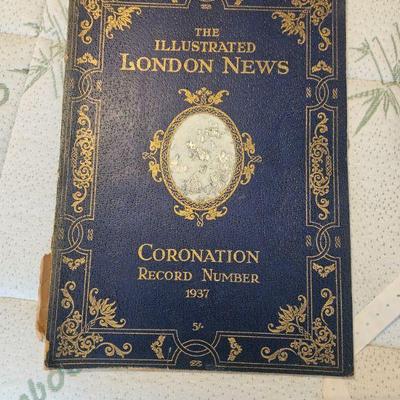 THE
ILLUSTRATED
LONDON NEWS
CORONATION
RECORD NUMBER
1937
5/-